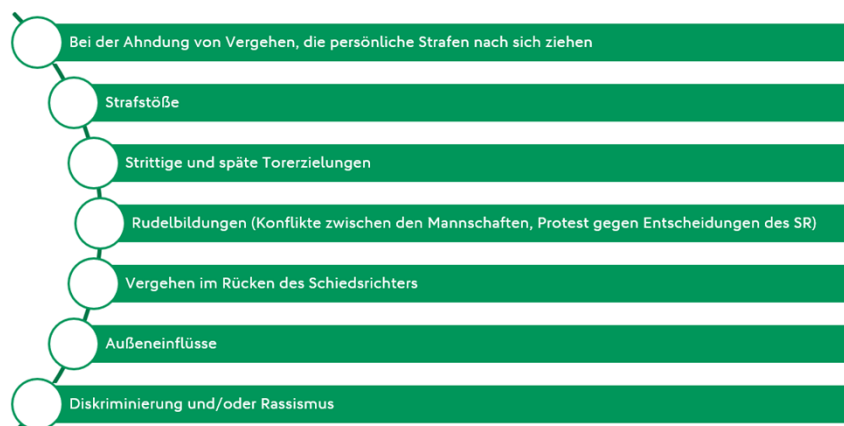 Bei der Ahndung von Vergehen, die persönliche Strafen nach sich ziehen
Strafstöße
Strittige und späte Torerzielungen
Rudelbildungen (Konflikte zwischen den Mannschaften, Protest gegen Entscheidungen des SR)
Vergehen im Rücken des Schiedsrichters
Außeneinflüsse
Diskriminierung und/oder Rassismus